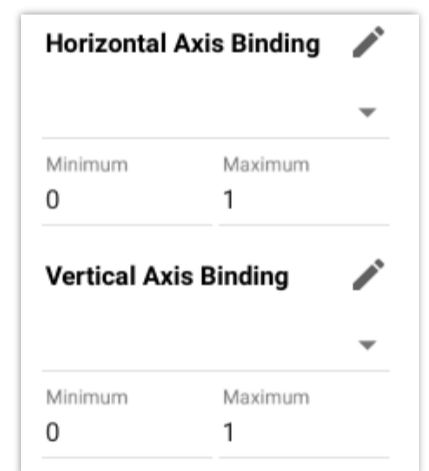 Horizontal Axis Binding
Minimum Maximum
0 1
Vertical Axis Binding
Minimum Maximum
0 1